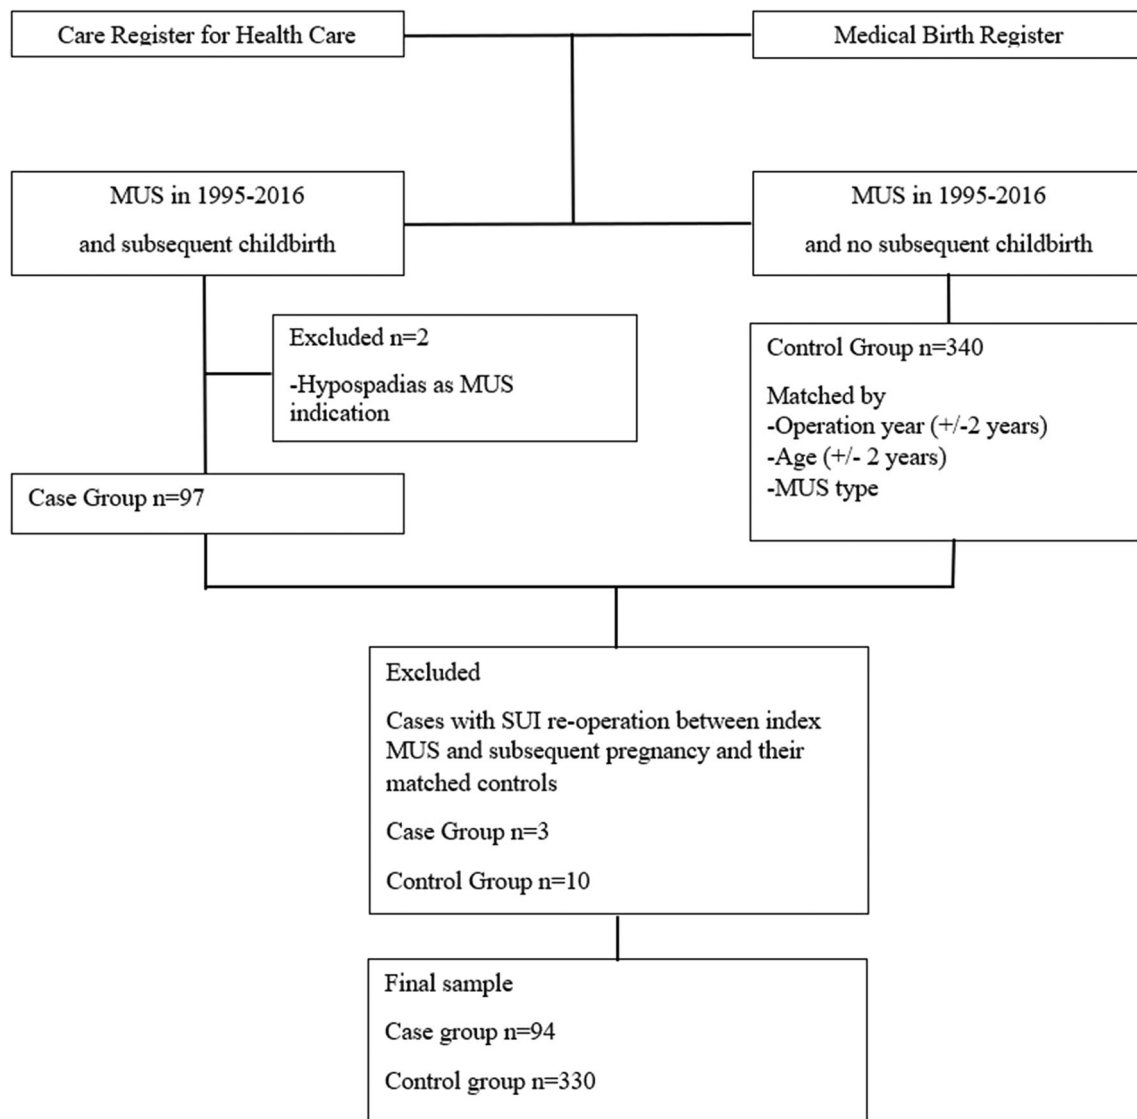 Care Register for Health Care
Medical Birth Register
MUS in 1995-2016
and subsequent childbirth
MUS in 1995-2016
and no subsequent childbirth
Excluded n=2
-Hypospadias as MUS
indication
Control Group n=340
Matched by
-Operation year (+/-2 years)
-Age (+/- 2 years)
-MUS type
Case Group n=97
Excluded
Cases with SUI re-operation between index
MUS and subsequent pregnancy and their
matched controls
Case Group n=3
Control Group n=10
Final sample
Case group n=94
Control group n=330